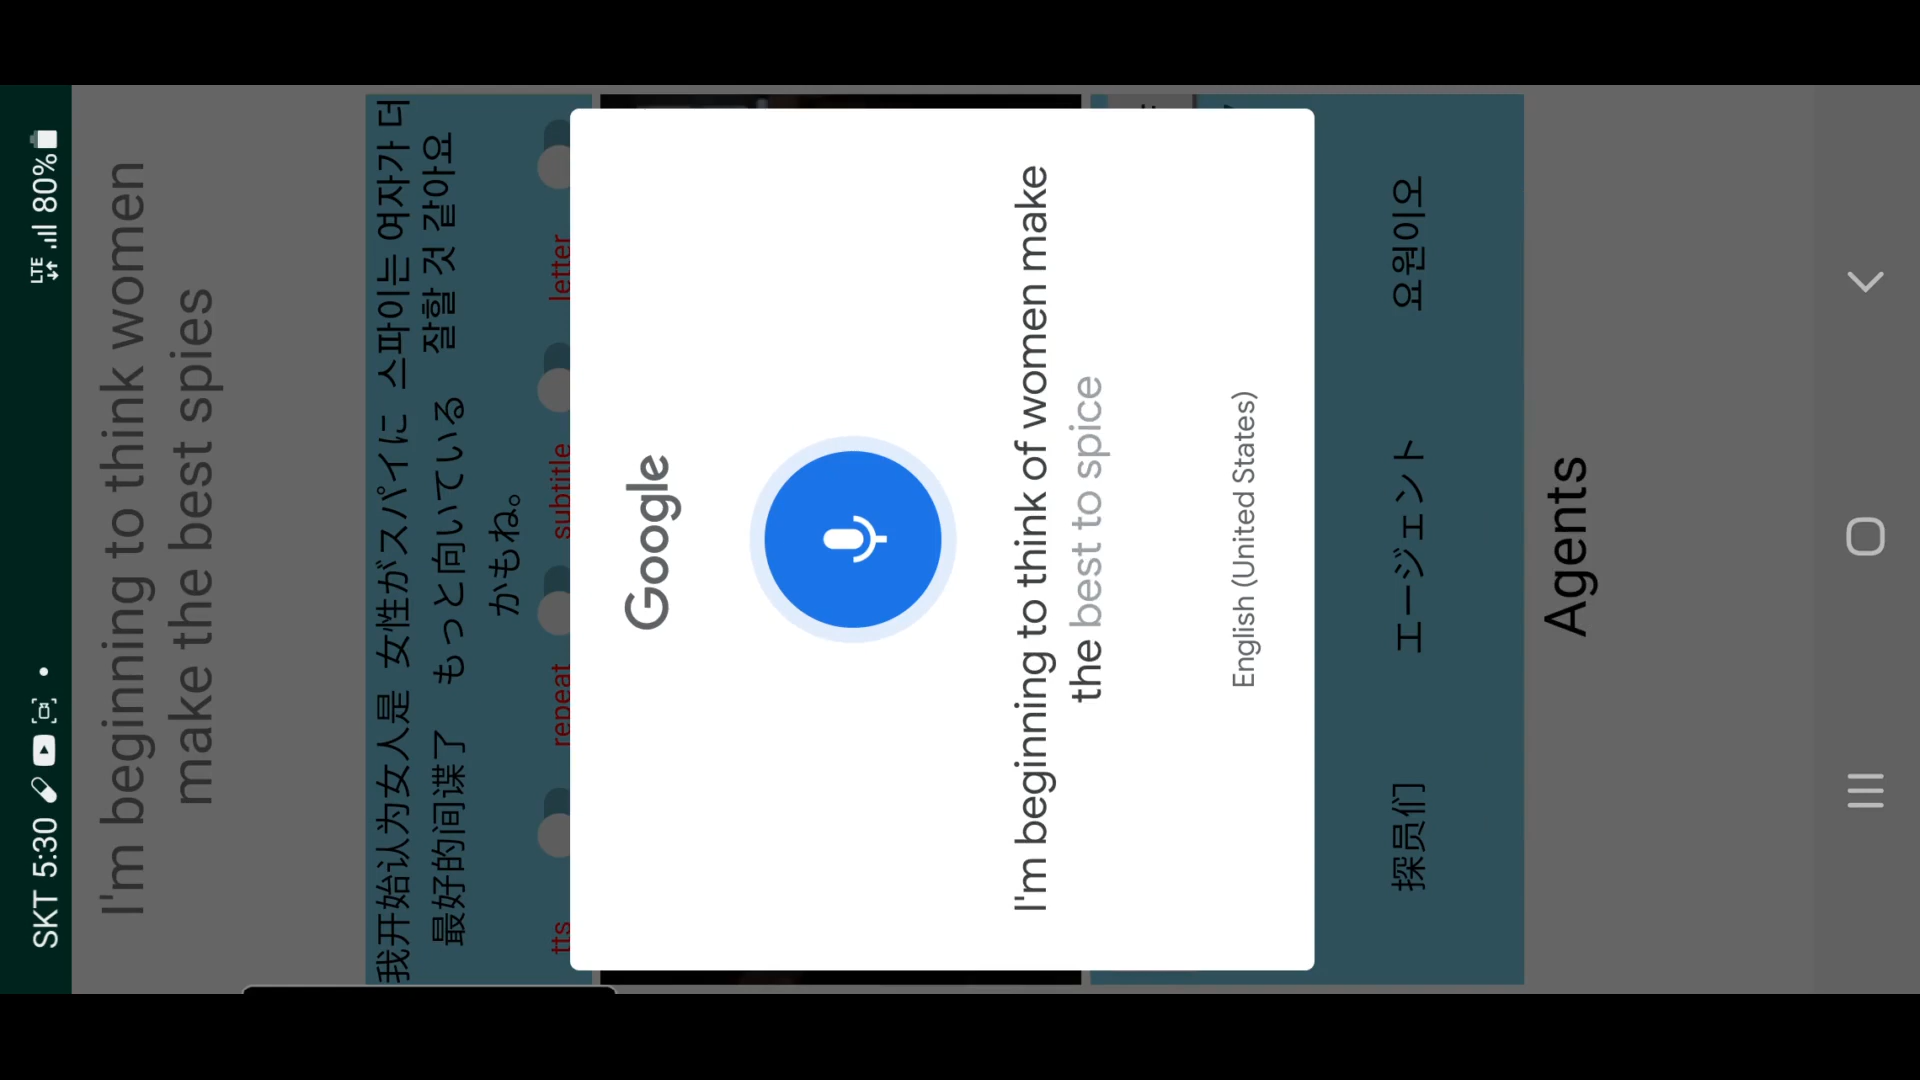 SKT 5:30
LTE
80%
I'm beginning to think women
make the best spies
我开始认为女人是
最好的间谍了
女性がスパイに
もっと向いている
かもね。
스파이는 여자가 더
잘할 것 같아요
tts
repeat
subtitle
letter
Google
I'm beginning to think of women make
the best to spice
English (United States)
探员们
エージェント
요원이오
Agents